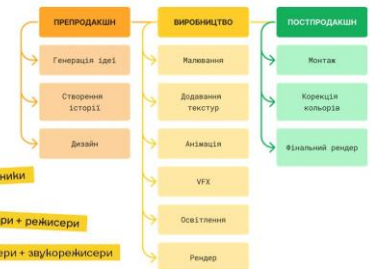 ПРЕПРОДАКШН
ВИРОБНИЦТВО
ПОСТПРОДАКШН
Генерація ідеї
Малювання
Монтаж
Створення
історії
Додавання
текстур
Корекція
кольорів
Дизайн
Анімація
Фінальний рендер
VFX
Освітлення
ри + режисери
ери + звукорежисери
Рендер